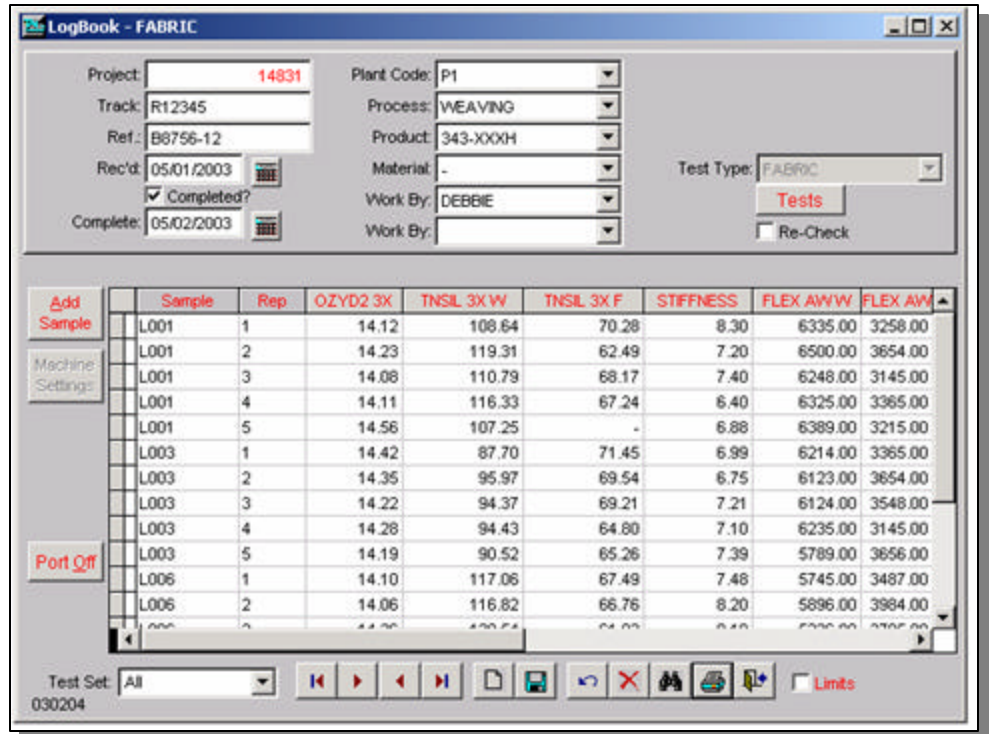 LogBook - FABRIC
Project: 14831 Plant Code: P1
Track: R12345 Process: WEAVING
Ref.: B8756-12 Product: 343-XXXH
Rec'd: 05/01/2003 Material: - Test Type: FABRIC
Completed? Work By: DEBBIE Tests
Complete: 05/02/2003 Work By: Re-Check
Add Sample
Machine Settings
Port Off
Sample Rep OZYD2 3X TNSIL 3X W TNSIL 3X F STIFFNESS FLEX AW W FLEX AW
L001 1 14.12 108.64 70.28 8.30 6335.00 3258.00
L001 2 14.23 119.31 62.49 7.20 6500.00 3654.00
L001 3 14.08 110.79 68.17 7.40 6248.00 3145.00
L001 4 14.11 116.33 67.24 6.40 6325.00 3365.00
L001 5 14.56 107.25 - 6.88 6389.00 3215.00
L003 1 14.42 87.70 71.45 6.99 6214.00 3365.00
L003 2 14.35 95.97 69.54 6.75 6123.00 3654.00
L003 3 14.22 94.37 69.21 7.21 6124.00 3548.00
L003 4 14.28 94.43 64.80 7.10 6235.00 3145.00
L003 5 14.19 90.52 65.26 7.39 5789.00 3656.00
L006 1 14.10 117.06 67.49 7.48 5745.00 3487.00
L006 2 14.06 116.82 66.76 8.20 5896.00 3984.00
Test Set: All Limits
030204